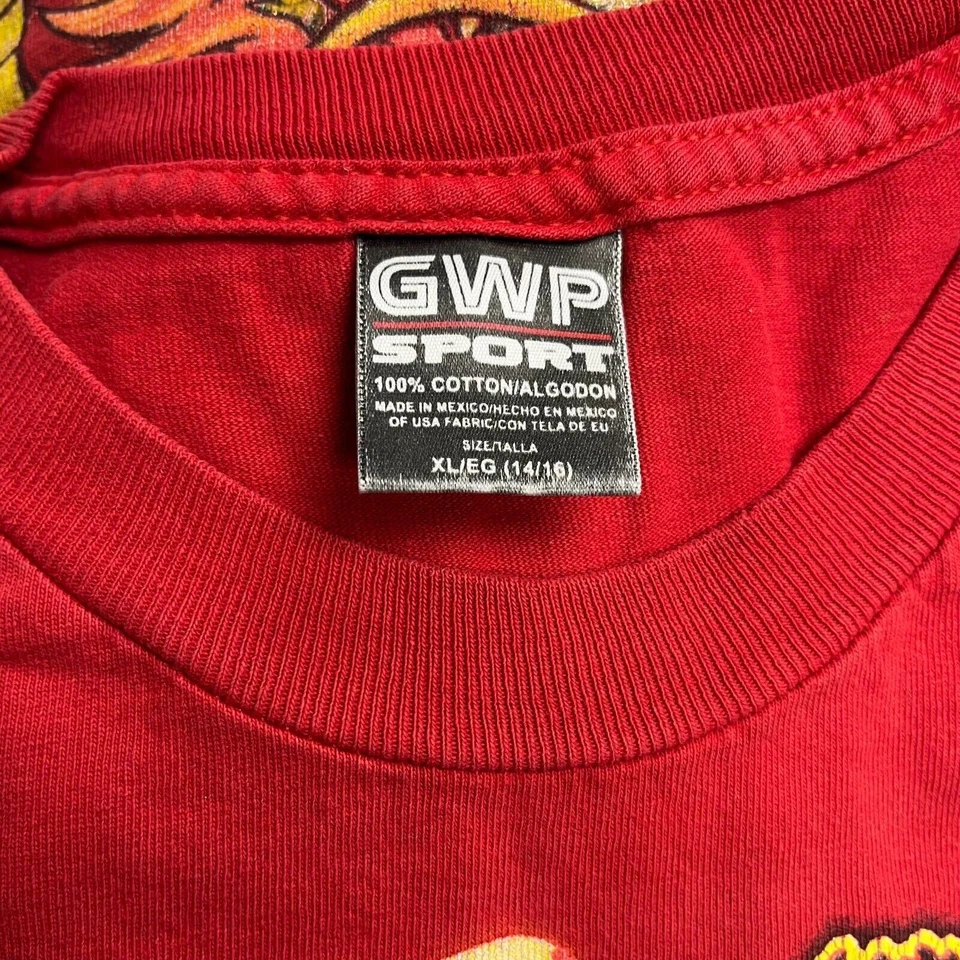 GWP
SPORT
100% COTTON/ALGODON
MADE IN MEXICO/HECHO EN MEXICO
OF USA FABRIC/CON TELA DE EU
SIZE/TALLA
XL/EG (14/16)